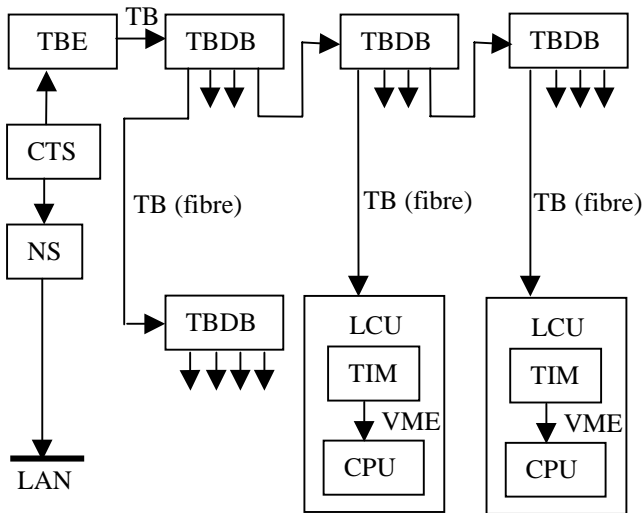 TB
TBE
TBDB
TBDB
TBDB
CTS
TB (fibre)
TB (fibre)
TB (fibre)
NS
TBDB
LCU
LCU
TIM
TIM
VME
VME
CPU
CPU
LAN